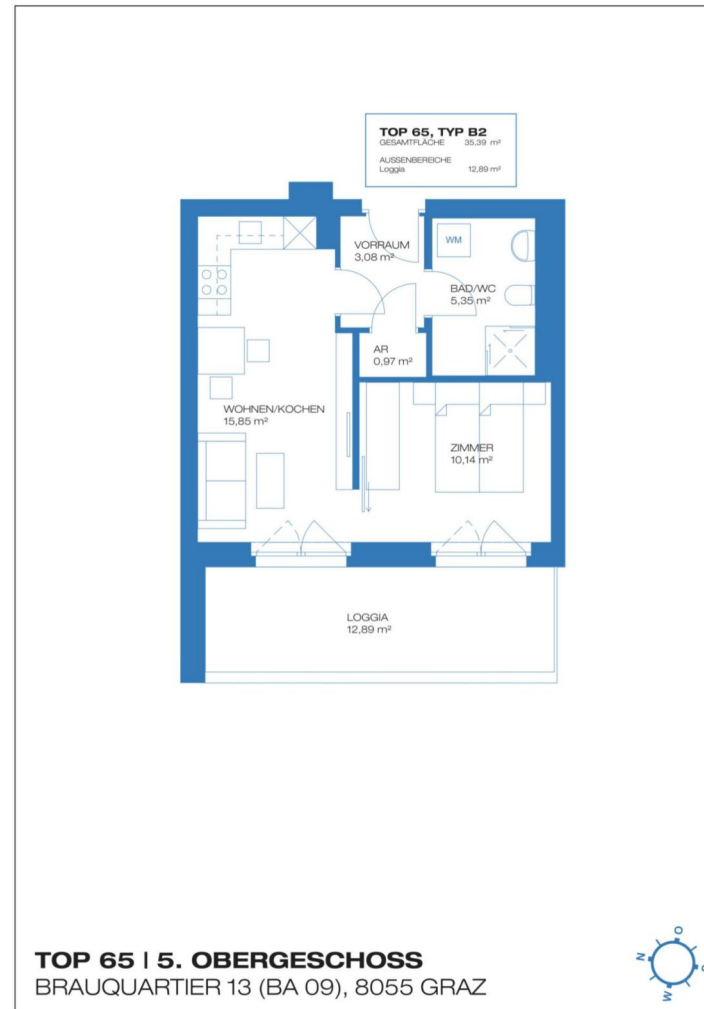 TOP 65, TYP B2
GESAMTFLÄCHE 35,39 m²
AUSSENBEREICHE
Loggia 12,89 m²
VORRAUM
3,08 m²
WM
BAD/WC
5,35 m²
AR
0,97 m²
WOHNEN/KOCHEN
15,85 m²
ZIMMER
10,14 m²
LOGGIA
12,89 m²
TOP 65 | 5. OBERGESCHOSS
BRAUQUARTIER 13 (BA 09), 8055 GRAZ
N
O
S
W